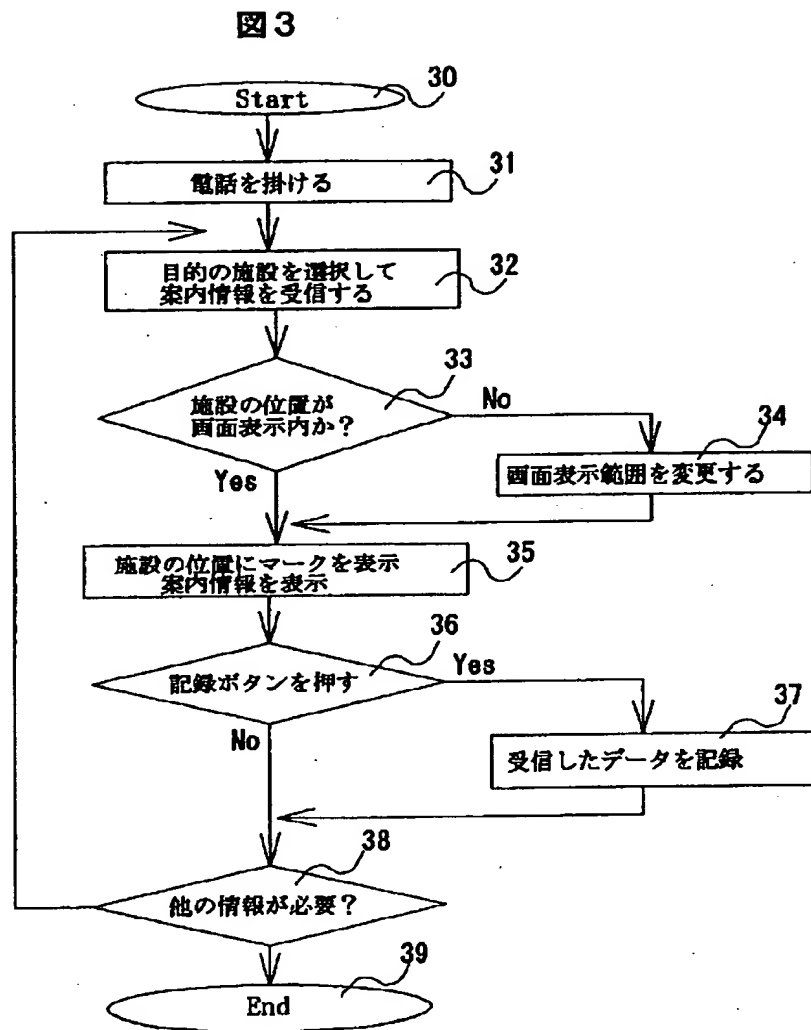 図3
30
Start
31
電話を掛ける
32
目的の施設を選択して
案内情報を受信する
33
施設の位置が
画面表示内か?
No
34
画面表示範囲を変更する
Yes
35
施設の位置にマークを表示
案内情報を表示
36
記録ボタンを押す
Yes
37
受信したデータを記録
No
38
他の情報が必要?
39
End